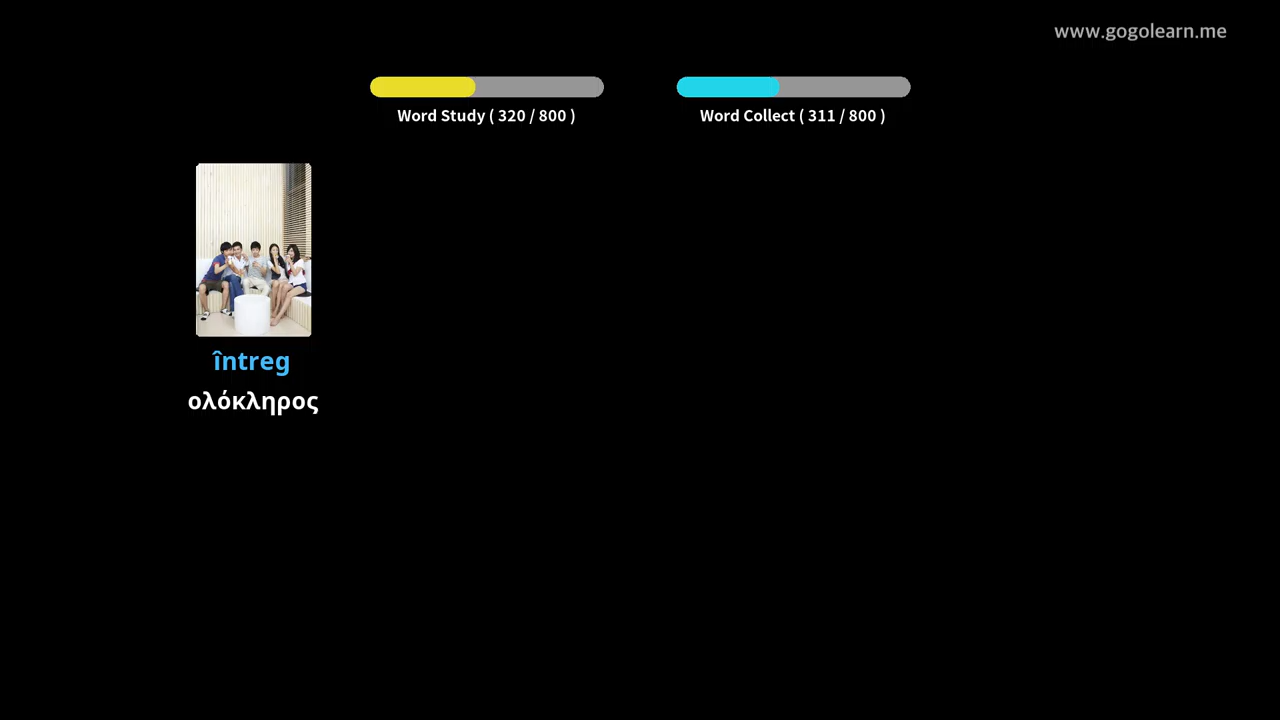 www.gogolearn.me
Word Study ( 320 / 800 )
Word Collect ( 311 / 800 )
întreg
ολόκληρος